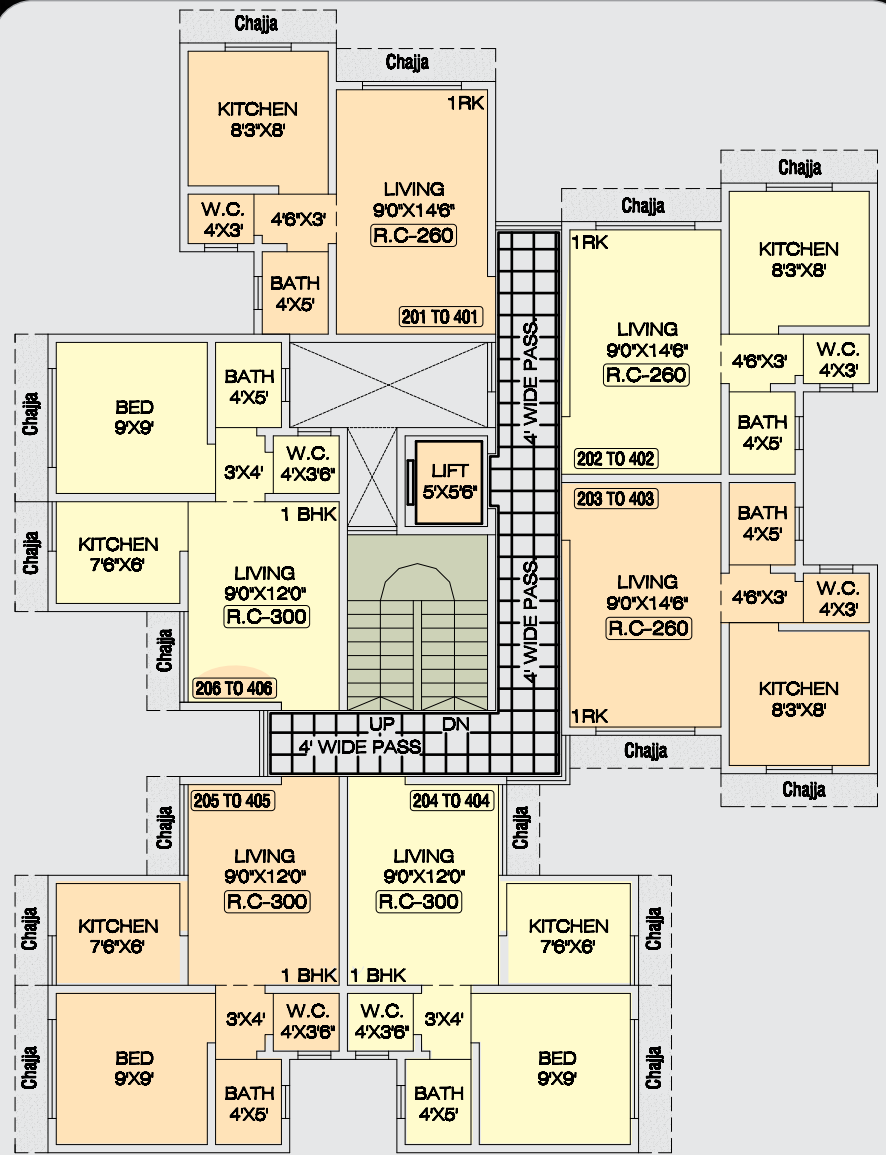 Chajja
KITCHEN
8'3"X8'
W.C.
4'X3'
4'6"X3'
BATH
4'X5'
Chajja
1RK
LIVING
9'0"X14'6"
R.C-260
201 TO 401
Chajja
1RK
LIVING
9'0"X14'6"
R.C-260
202 TO 402
Chajja
KITCHEN
8'3"X8'
4'6"X3'
W.C.
4'X3'
BATH
4'X5'
4' WIDE PASS.
Chajja
BED
9'X9'
BATH
4'X5'
3'X4'
W.C.
4'X3'6"
LIFT
5'X5'6"
Chajja
KITCHEN
7'6"X6'
1 BHK
LIVING
9'0"X12'0"
R.C-300
Chajja
206 TO 406
203 TO 403
LIVING
9'0"X14'6"
R.C-260
1RK
Chajja
BATH
4'X5'
4'6"X3'
W.C.
4'X3'
KITCHEN
8'3"X8'
Chajja
4' WIDE PASS.
UP
DN
4' WIDE PASS
205 TO 405
Chajja
LIVING
9'0"X12'0"
R.C-300
1 BHK
Chajja
KITCHEN
7'6"X6'
Chajja
BED
9'X9'
3'X4'
W.C.
4'X3'6"
BATH
4'X5'
204 TO 404
Chajja
LIVING
9'0"X12'0"
R.C-300
1 BHK
KITCHEN
7'6"X6'
Chajja
W.C.
4'X3'6"
3'X4'
BATH
4'X5'
BED
9'X9'
Chajja